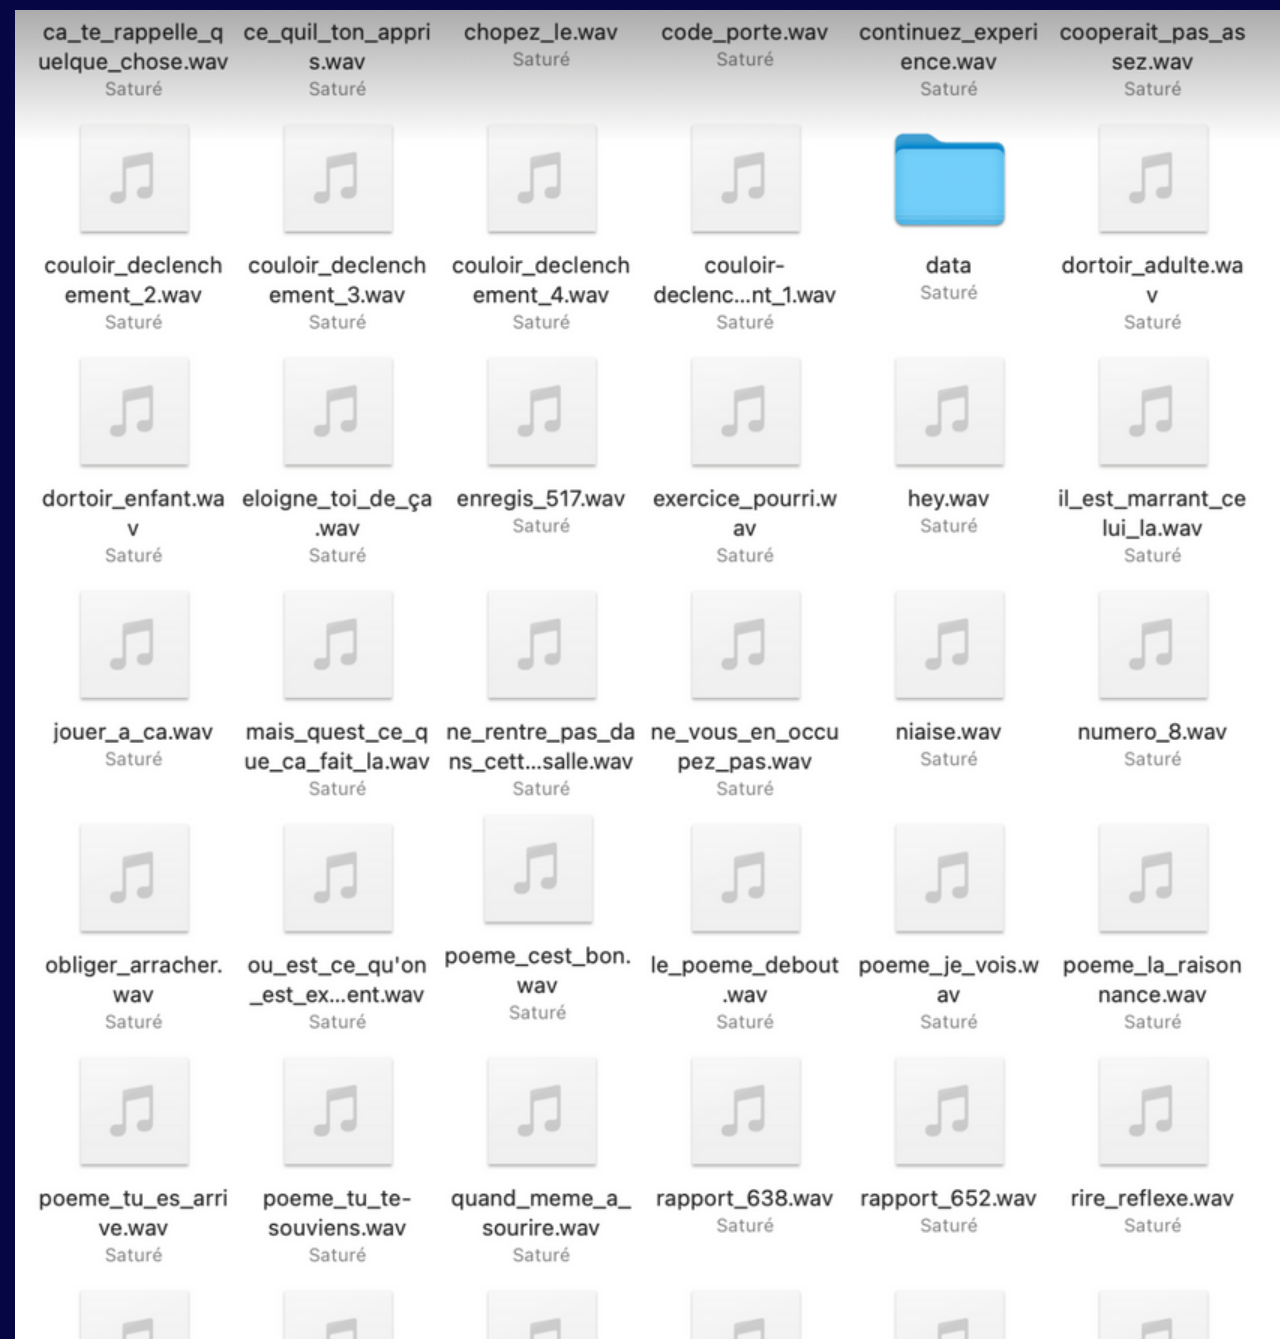 ca_te_rappelle_q
uelque_chose.wav
Saturé
ce_quil_ton_appri
s.wav
Saturé
chopez_le.wav
Saturé
code_porte.wav
Saturé
continuez_experi
ence.wav
Saturé
cooperait_pas_as
sez.wav
Saturé
couloir_declench
ement_2.wav
Saturé
couloir_declench
ement_3.wav
Saturé
couloir_declench
ement_4.wav
Saturé
couloir-
declenc...nt_1.wav
Saturé
data
Saturé
dortoir_adulte.wa
v
Saturé
dortoir_enfant.wa
v
Saturé
eloigne_toi_de_ça
.wav
Saturé
enregis_517.wav
Saturé
exercice_pourri.w
av
Saturé
hey.wav
Saturé
il_est_marrant_ce
lui_la.wav
Saturé
jouer_a_ca.wav
Saturé
mais_quest_ce_q
ue_ca_fait_la.wav
Saturé
ne_rentre_pas_da
ns_cett...salle.wav
Saturé
ne_vous_en_occu
pez_pas.wav
Saturé
niaise.wav
Saturé
numero_8.wav
Saturé
obliger_arracher.
wav
Saturé
ou_est_ce_qu'on
_est_ex...ent.wav
Saturé
poeme_cest_bon.
wav
Saturé
le_poeme_debout
.wav
Saturé
poeme_je_vois.w
av
Saturé
poeme_la_raison
nance.wav
Saturé
poeme_tu_es_arri
ve.wav
Saturé
poeme_tu_te-
souviens.wav
Saturé
quand_meme_a_
sourire.wav
Saturé
rapport_638.wav
Saturé
rapport_652.wav
Saturé
rire_reflexe.wav
Saturé